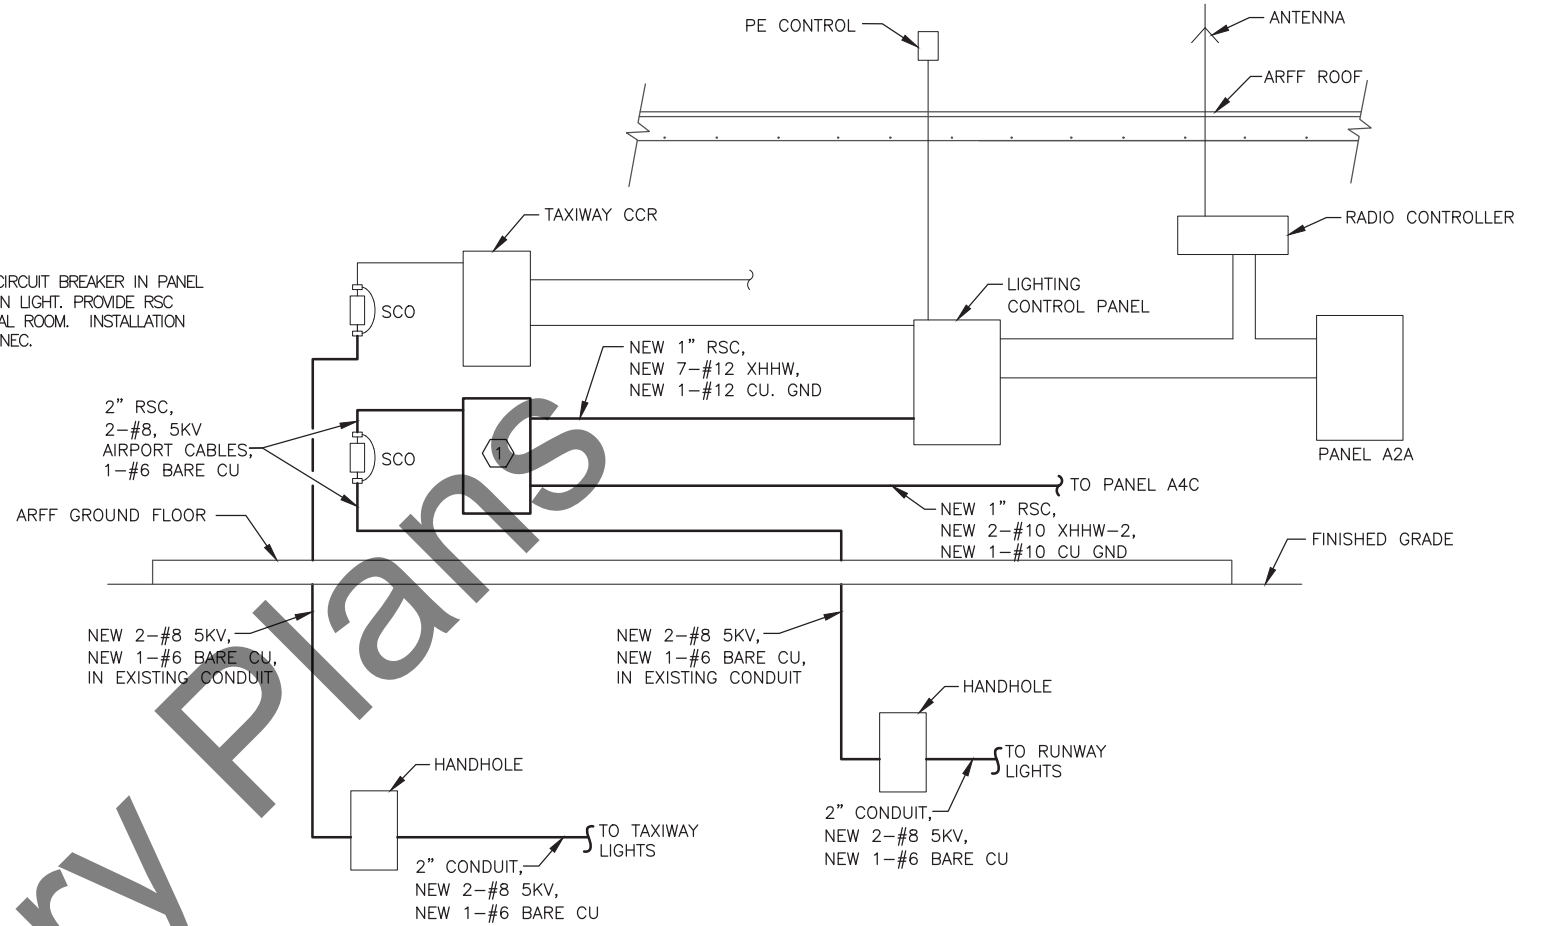 PE CONTROL
ANTENNA
ARFF ROOF
TAXIWAY CCR
RADIO CONTROLLER
CIRCUIT BREAKER IN PANEL
N LIGHT. PROVIDE RSC
AL ROOM. INSTALLATION
NEC.
SCO
LIGHTING
CONTROL PANEL
NEW 1" RSC,
NEW 7-#12 XHHW,
NEW 1-#12 CU. GND
2" RSC,
2-#8, 5KV
AIRPORT CABLES,
1-#6 BARE CU
SCO
1
PANEL A2A
TO PANEL A4C
NEW 1" RSC,
NEW 2-#10 XHHW-2,
NEW 1-#10 CU GND
ARFF GROUND FLOOR
FINISHED GRADE
NEW 2-#8 5KV,
NEW 1-#6 BARE CU,
IN EXISTING CONDUIT
NEW 2-#8 5KV,
NEW 1-#6 BARE CU,
IN EXISTING CONDUIT
HANDHOLE
TO RUNWAY
LIGHTS
2" CONDUIT,
NEW 2-#8 5KV,
NEW 1-#6 BARE CU
HANDHOLE
TO TAXIWAY
LIGHTS
2" CONDUIT,
NEW 2-#8 5KV,
NEW 1-#6 BARE CU
ry Plans